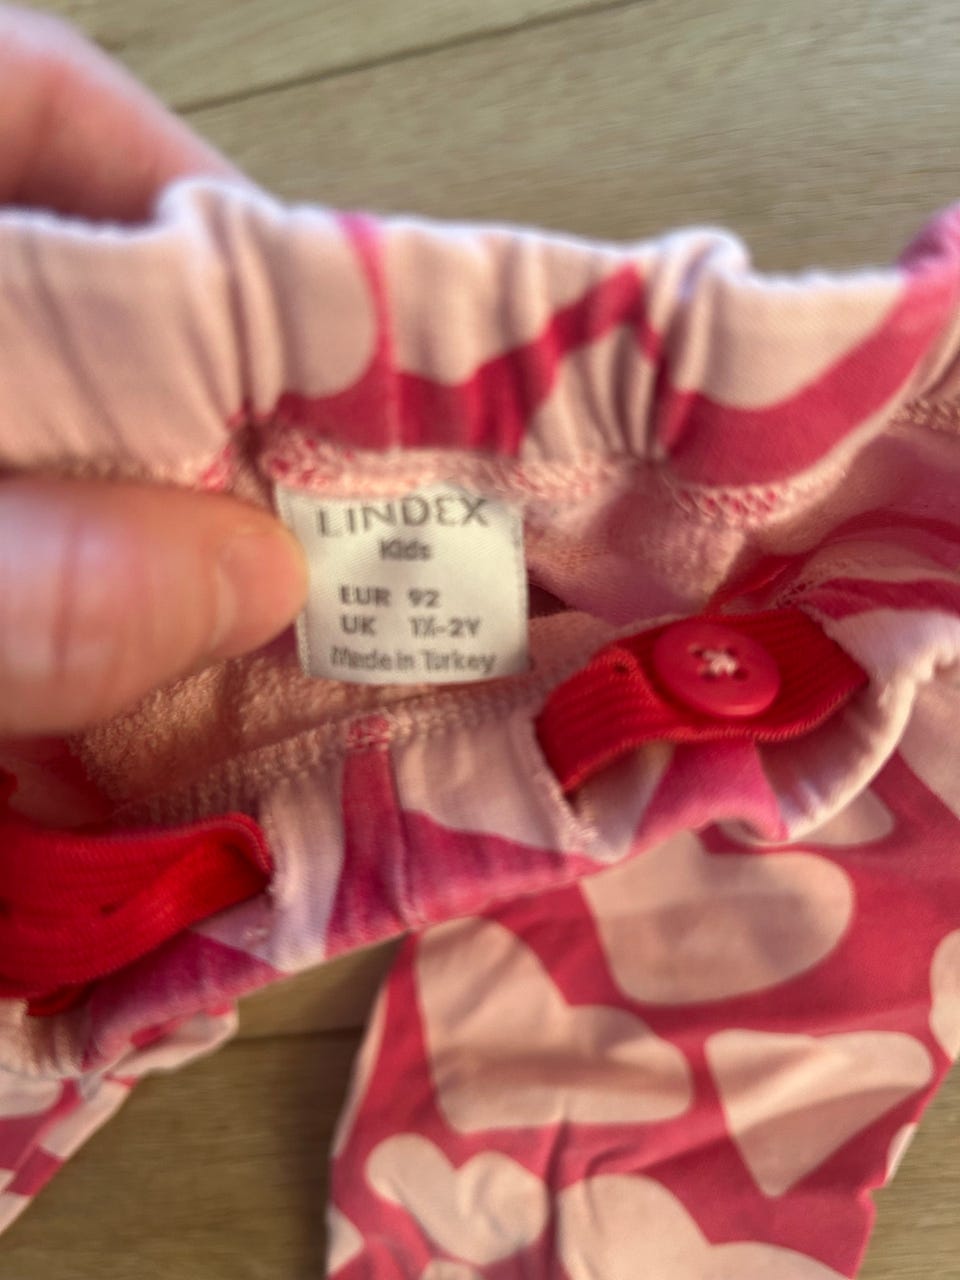 LINDEX
Kids
EUR 92
UK 1½-2Y
Made in Turkey